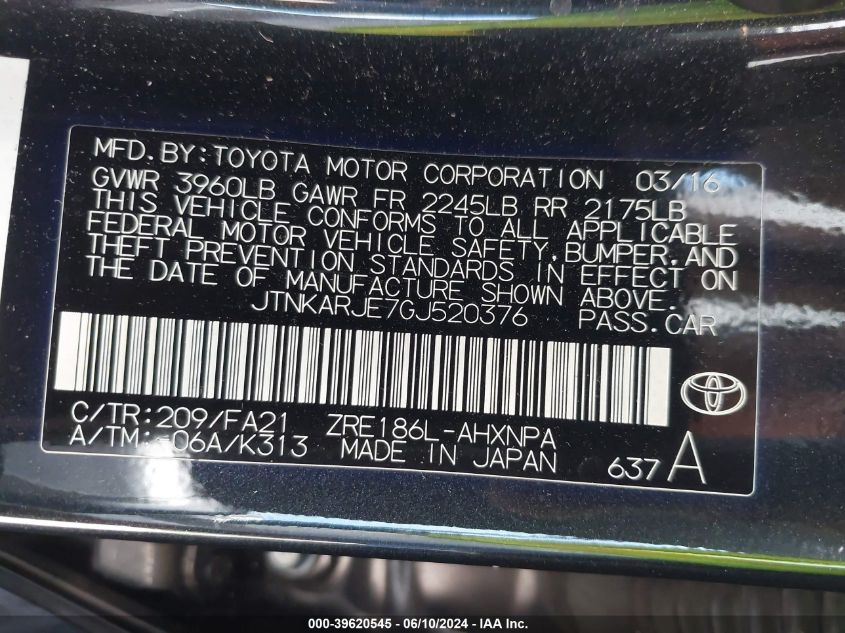 MFD.BY:TOYOTA MOTOR CORPORATION 03/16
GVWR 3960LB GAWR FR 2245LB RR 2175LB
THIS VEHICLE CONFORMS TO ALL APPLICABLE
FEDERAL MOTOR VEHICLE SAFETY,BUMPER,AND
THEFT PREVENTION STANDARDS IN EFFECT ON
THE DATE OF MANUFACTURE SHOWN ABOVE.
JTNKARJE7GJ520376 PASS.CAR
C/TR:209/FA21 ZRE186L-AHXNPA
A/TM:-06A/K313 MADE IN JAPAN 637 A
000-39620545 - 06/10/2024 - IAA Inc.